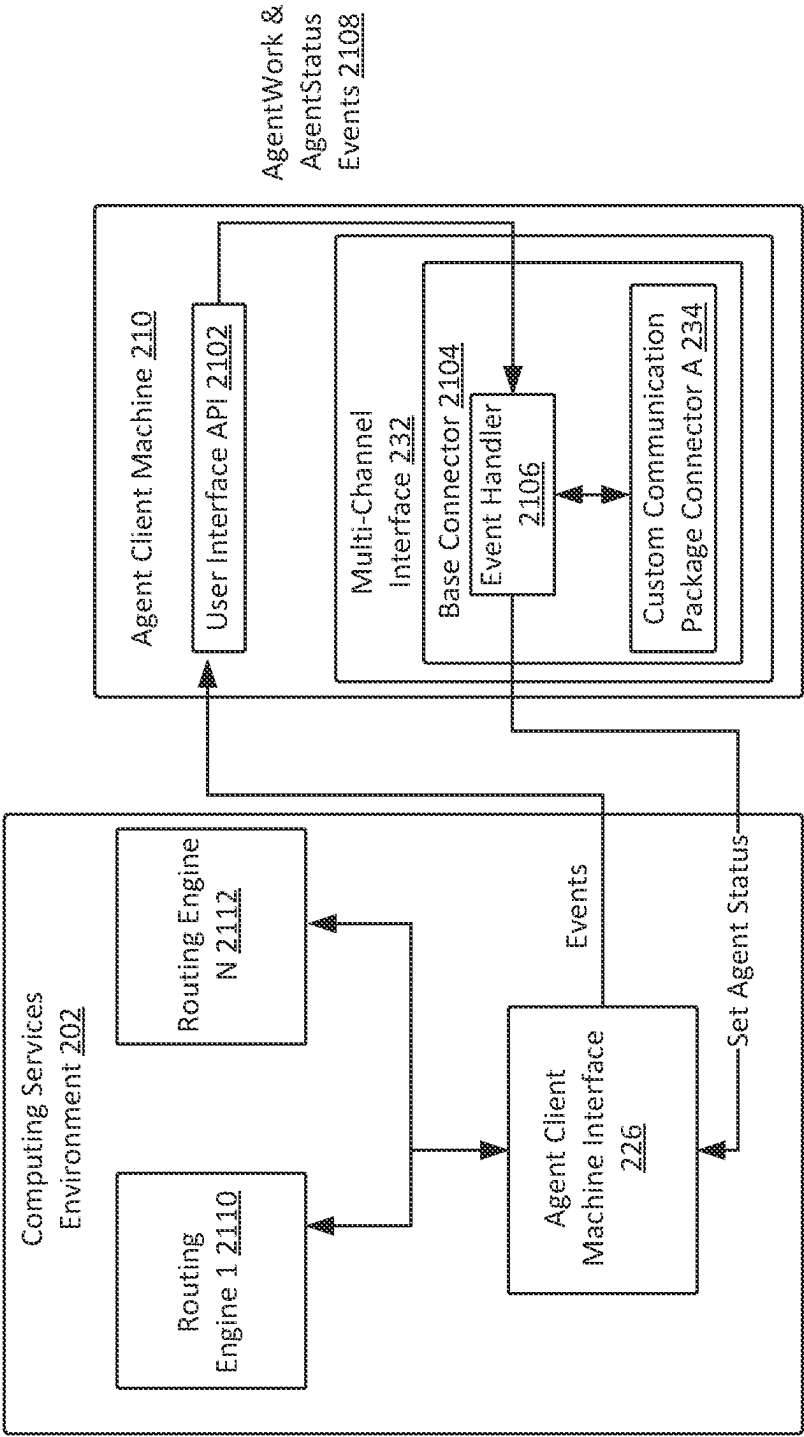 Computing Services
Environment 202
Routing
Engine 1 2110
Routing Engine
N 2112
Agent Client
Machine Interface
226
Events
Set Agent Status
Agent Client Machine 210
User Interface API 2102
Multi-Channel
Interface 232
Base Connector 2104
Event Handler
2106
Custom Communication
Package Connector A 234
AgentWork &
AgentStatus
Events 2108